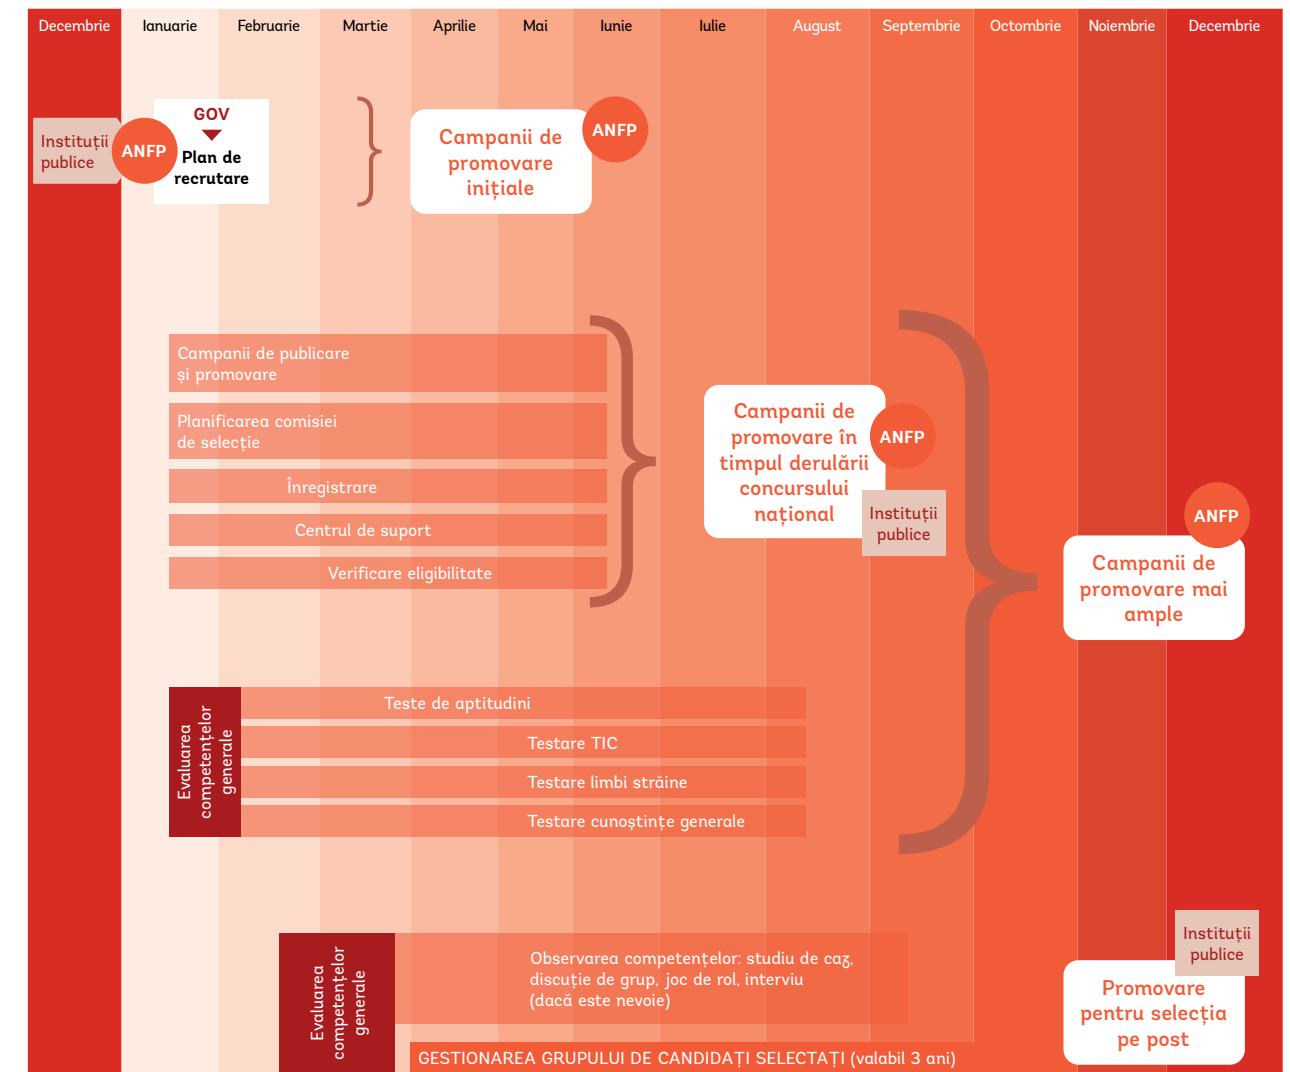 Decembrie Ianuarie Februarie Martie Aprilie Mai Iunie Iulie August Septembrie Octombrie Noiembrie Decembrie
Instituții
publice
ANFP
GOV
Plan de
recrutare
Campanii de
promovare
inițiale
ANFP
Campanii de publicare
și promovare
Planificarea comisiei
de selecție
Înregistrare
Centrul de suport
Verificare eligibilitate
Campanii de
promovare în
timpul derulării
concursului
național
ANFP
Instituții
publice
ANFP
Campanii de
promovare mai
ample
Evaluarea
competențelor
generale
Teste de aptitudini
Testare TIC
Testare limbi străine
Testare cunoștințe generale
Evaluarea
competențelor
generale
Observarea competențelor: studiu de caz,
discuție de grup, joc de rol, interviu
(dacă este nevoie)
GESTIONAREA GRUPULUI DE CANDIDAȚI SELECTAȚI (valabil 3 ani)
Instituții
publice
Promovare
pentru selecția
pe post